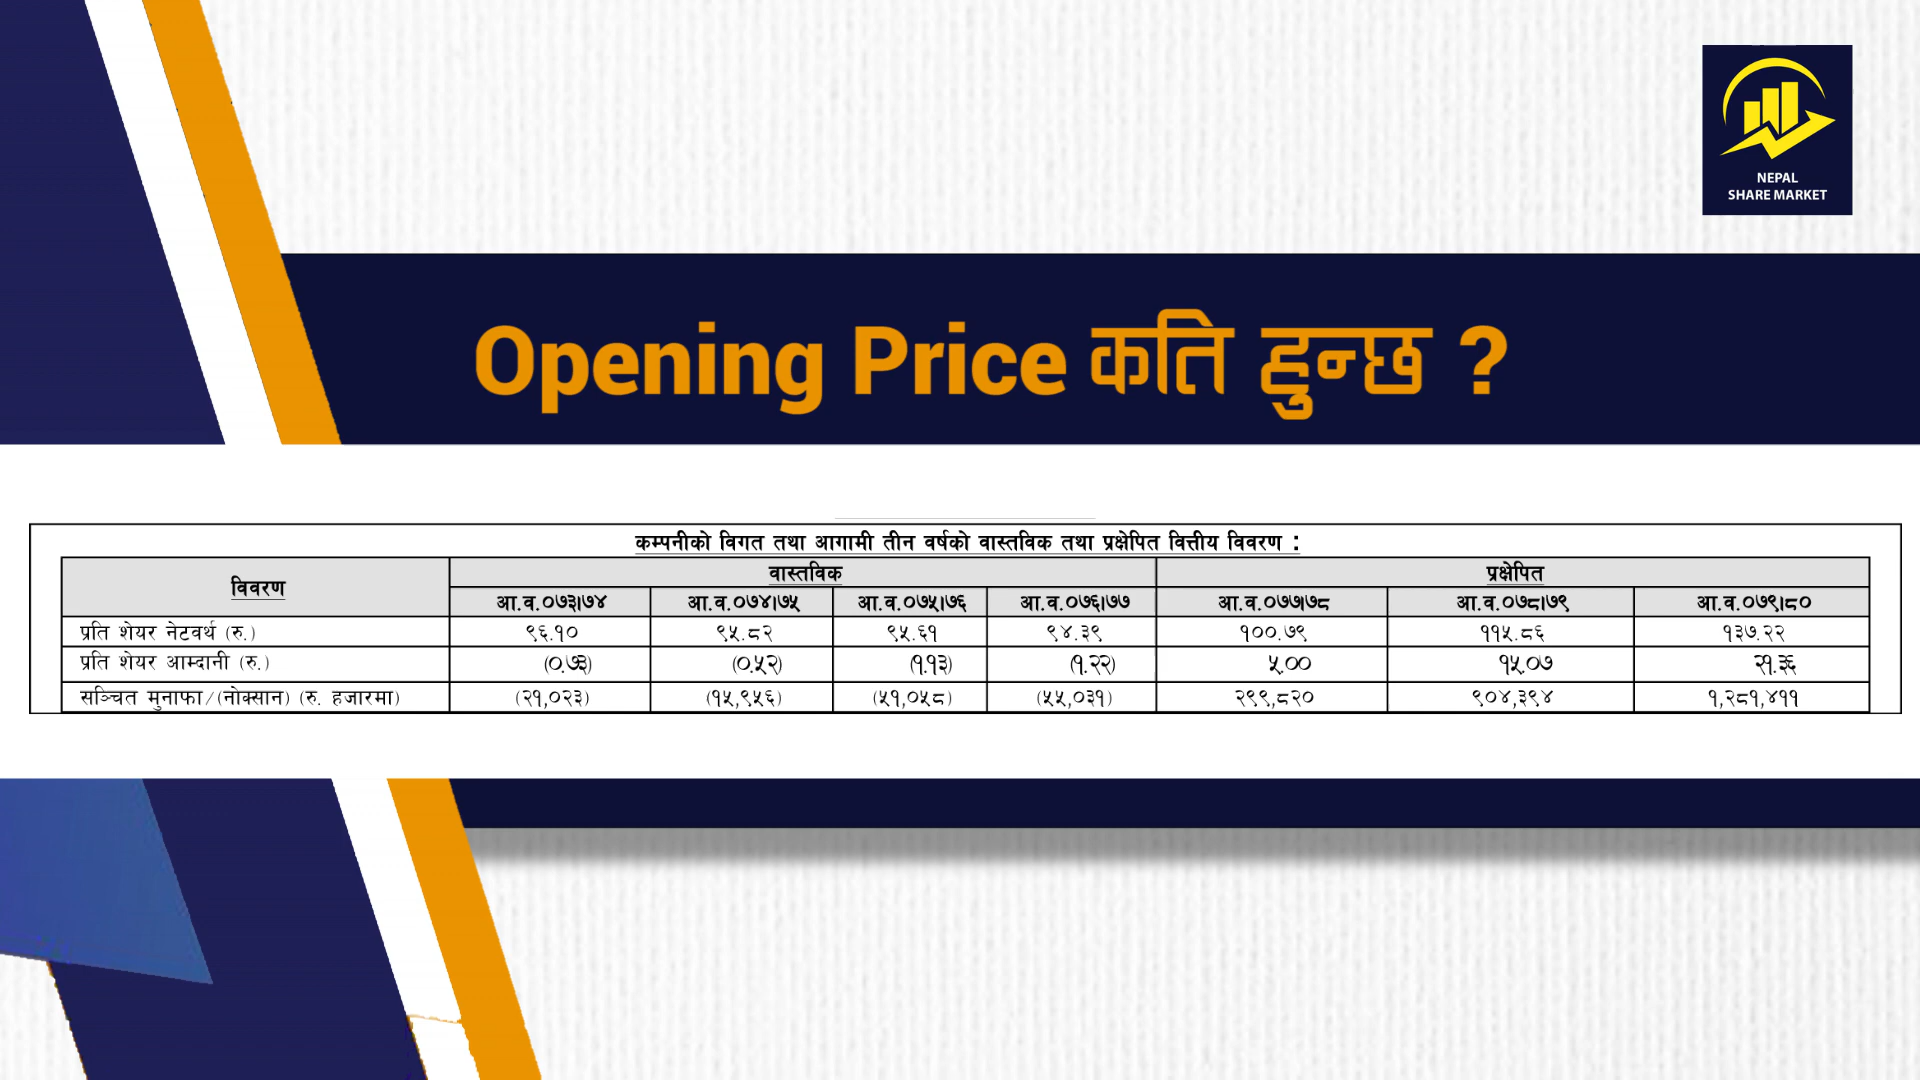 NEPAL
SHARE MARKET
Opening Price कति हुन्छ ?
कम्पनीको विगत तथा आगामी तीन वर्षको वास्तविक तथा प्रक्षेपित वित्तीय विवरण :
विवरण वास्तविक प्रक्षेपित
आ.व.०७३।७४ आ.व.०७४।७५ आ.व.०७५।७६ आ.व.०७६।७७ आ.व.०७७।७८ आ.व.०७८।७९ आ.व.०७९।८०
प्रति शेयर नेटवर्थ (रु.) ९६.१० ९५.८२ ९५.६१ ९४.३९ १००.७९ ११५.८६ १३७.२२
प्रति शेयर आम्दानी (रु.) (०.७३) (०.५२) (१.१३) (१.२२) ५.०० १५.०७ २१.३६
सञ्चित मुनाफा/(नोक्सान) (रु. हजारमा) (२१,०२३) (१५,९५६) (५१,०५८) (५५,०३१) २९९,८२० ९०४,३९४ १,२८१,४११